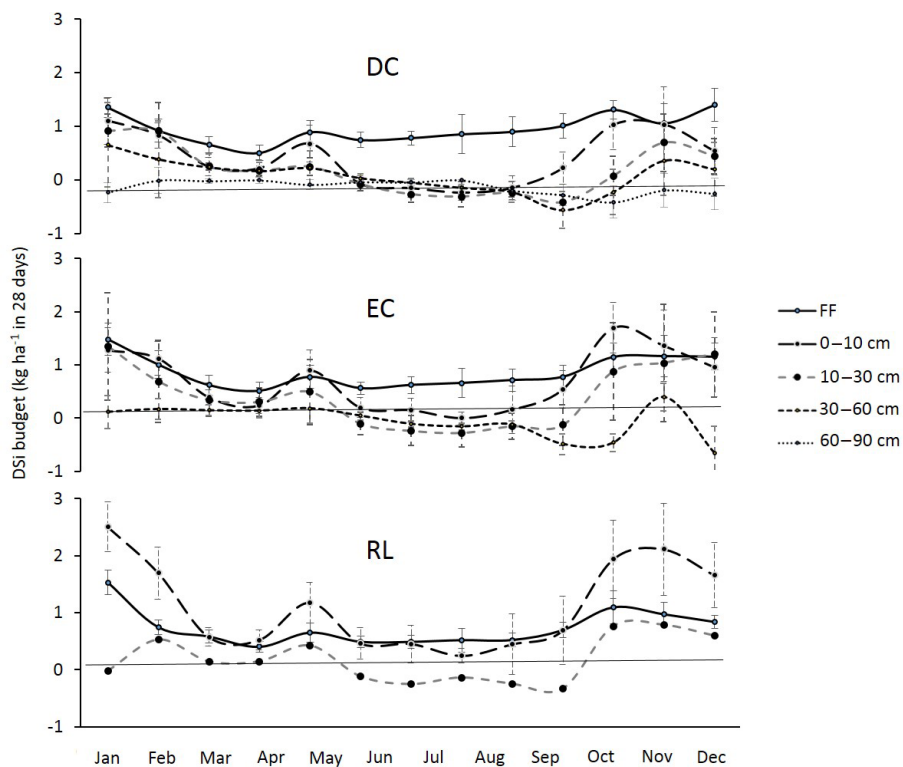 3
2
1
0
-1
DC
3
2
1
0
-1
EC
3
2
1
0
-1
RL
DSi budget (kg ha⁻¹ in 28 days)
Jan Feb Mar Apr May Jun Jul Aug Sep Oct Nov Dec
FF
0–10 cm
10–30 cm
30–60 cm
60–90 cm